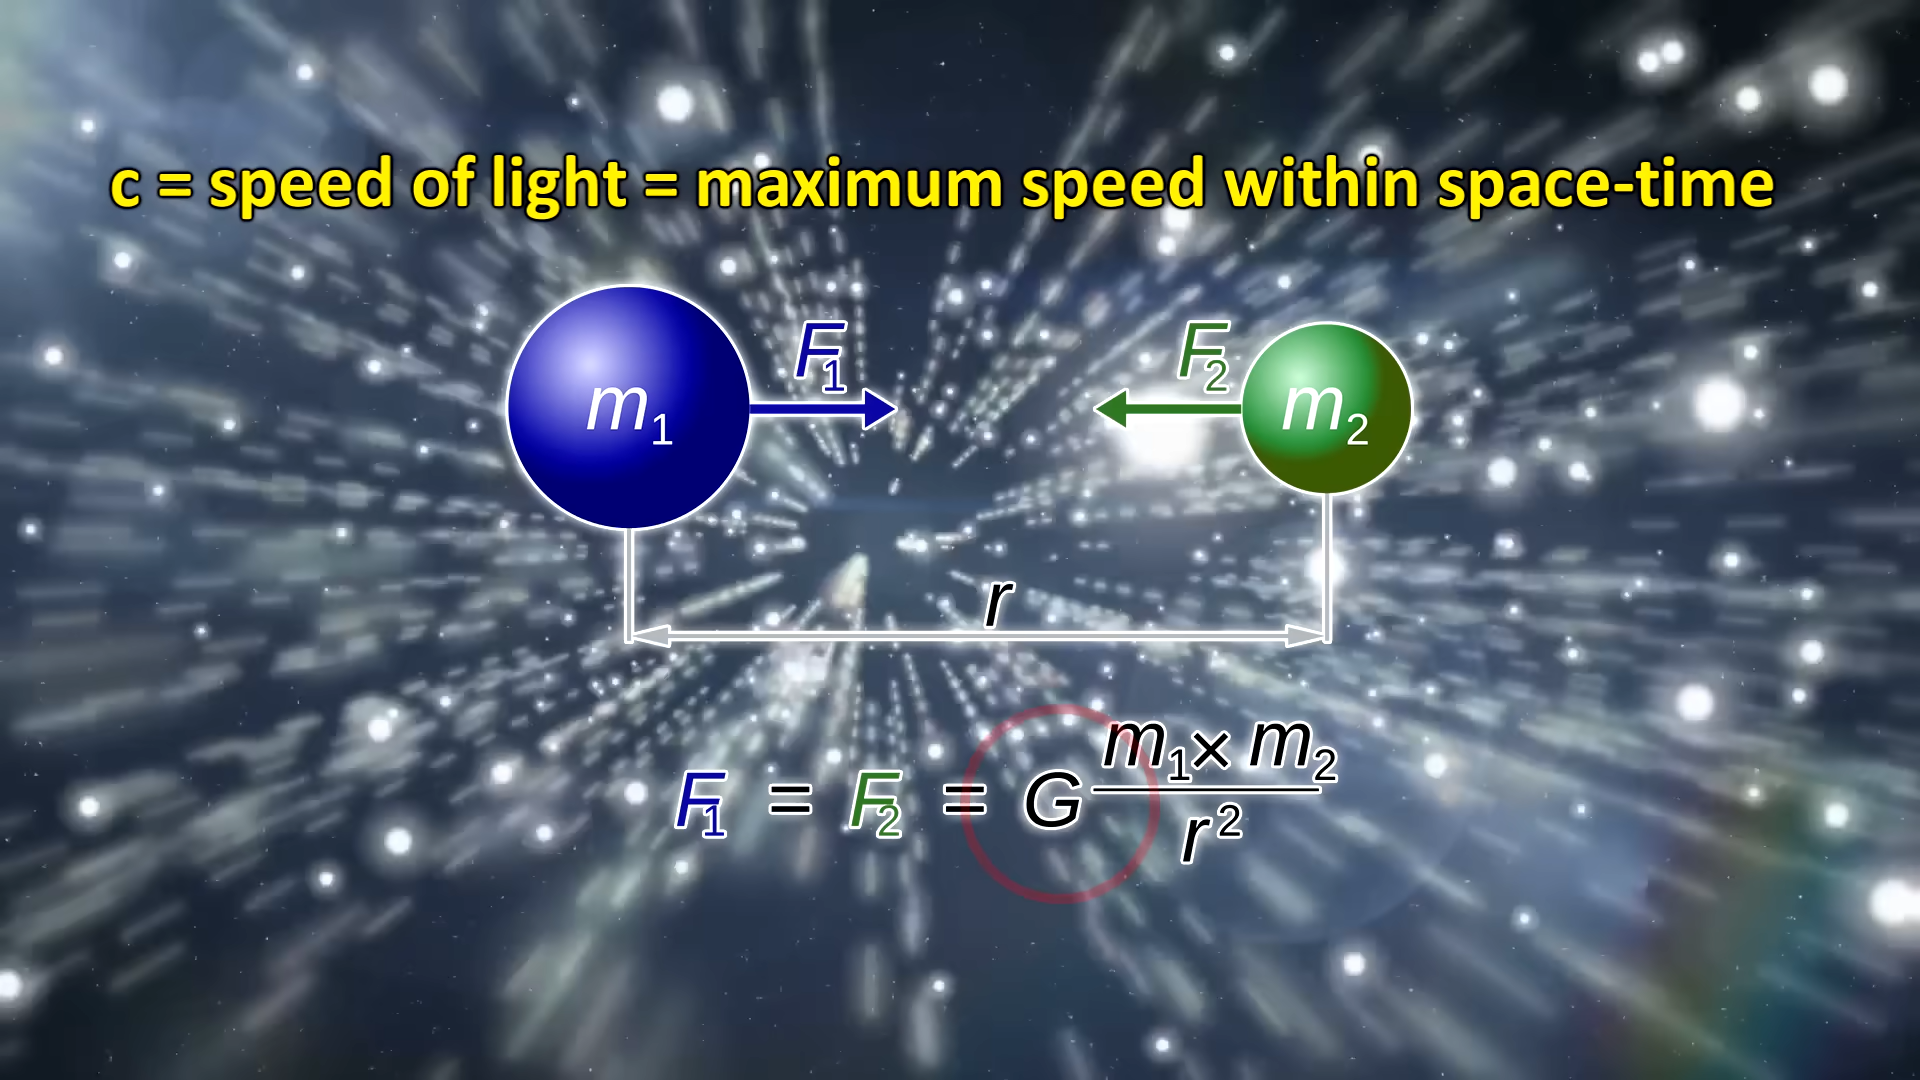 c = speed of light = maximum speed within space-time
F₁ F₂
m₁ m₂
r
F₁ = F₂ = G m₁× m₂
r²